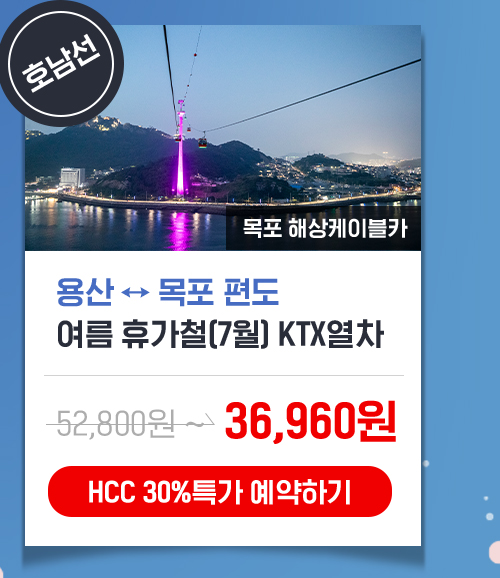 호남선
목포 해상케이블카
용산 ↔ 목포 편도
여름 휴가철(7월) KTX열차
52,800원 ~ 36,960원
HCC 30%특가 예약하기